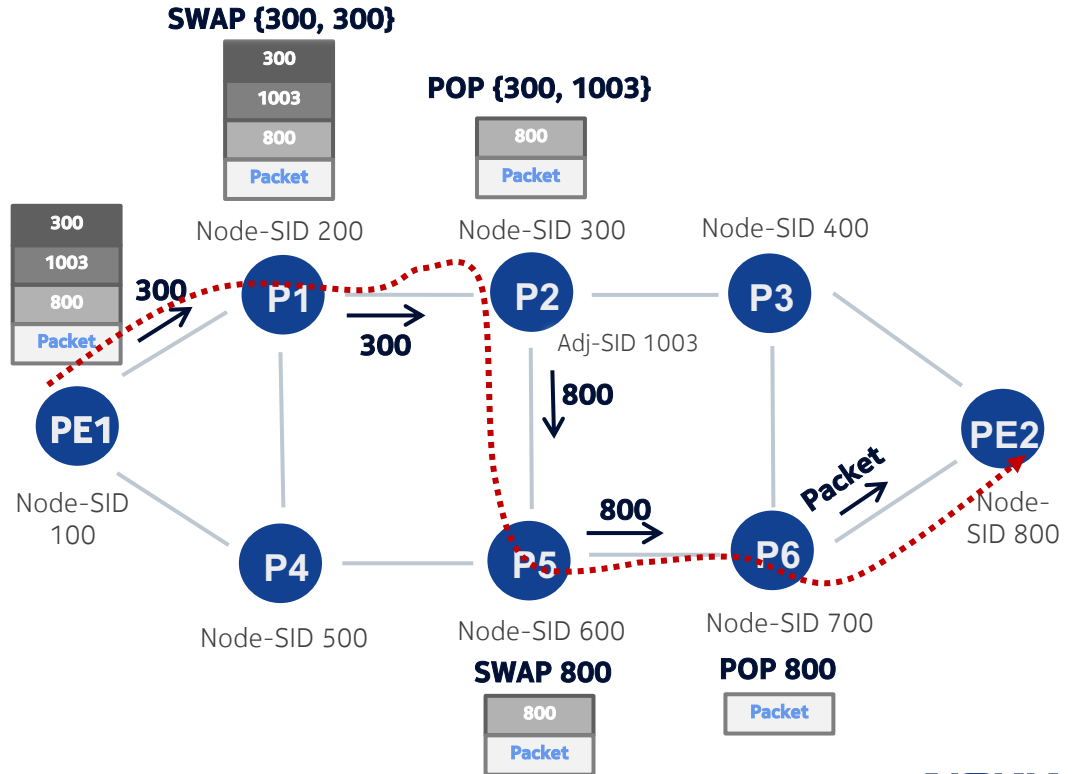 SWAP {300, 300}
300
1003
800
Packet
POP {300, 1003}
800
Packet
300
1003
800
Packet
Node-SID 200
Node-SID 300
Node-SID 400
300
P1
P2
P3
300
Adj-SID 1003
800
PE1
PE2
Packet
Node-SID
100
Node-
SID 800
800
P4
P5
P6
Node-SID 500
Node-SID 600
Node-SID 700
SWAP 800
800
Packet
POP 800
Packet